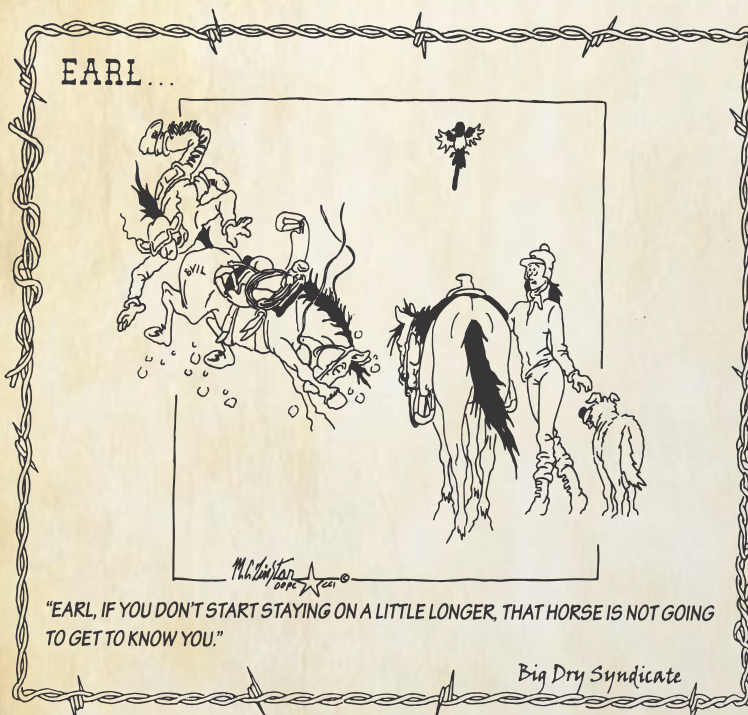 EARL...
EVIL
"EARL, IF YOU DON'T START STAYING ON A LITTLE LONGER, THAT HORSE IS NOT GOING
TO GET TO KNOW YOU."
Big Dry Syndicate